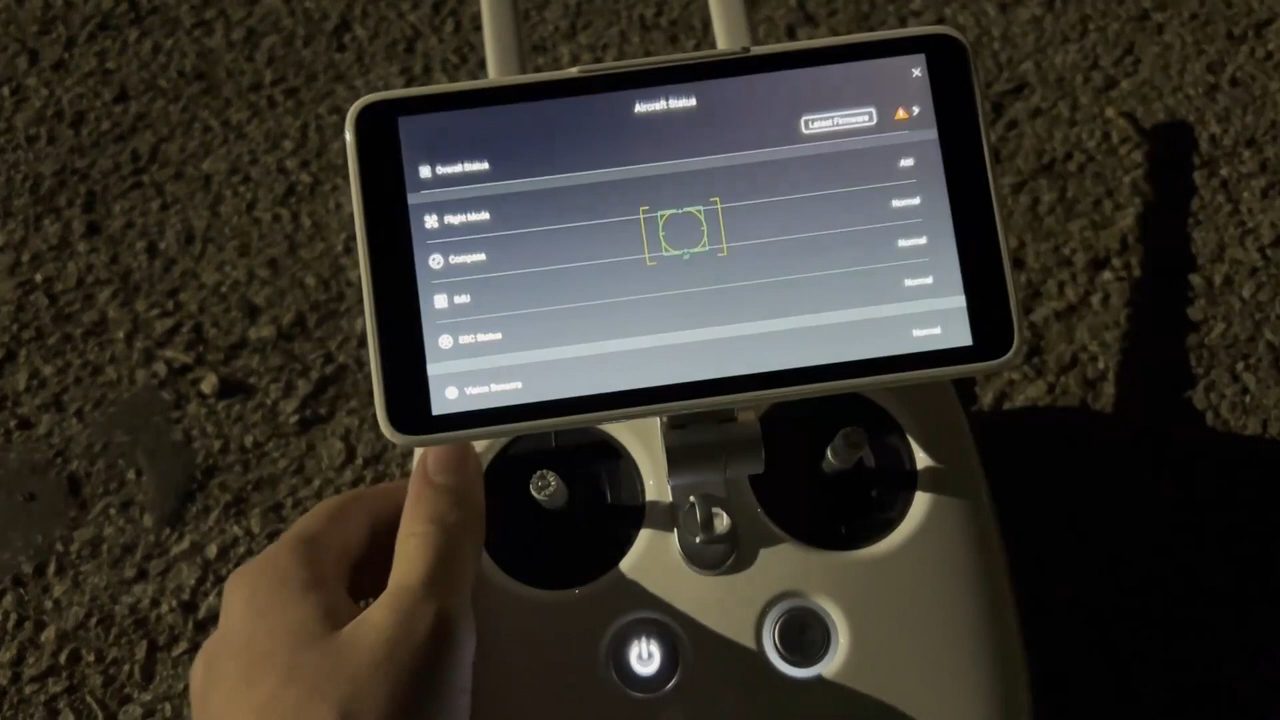 Aircraft Status
Latest Firmware
Overall Status
Flight Mode
Atti
Compass
Normal
IMU
Normal
ESC Status
Normal
Vision Sensors
Normal